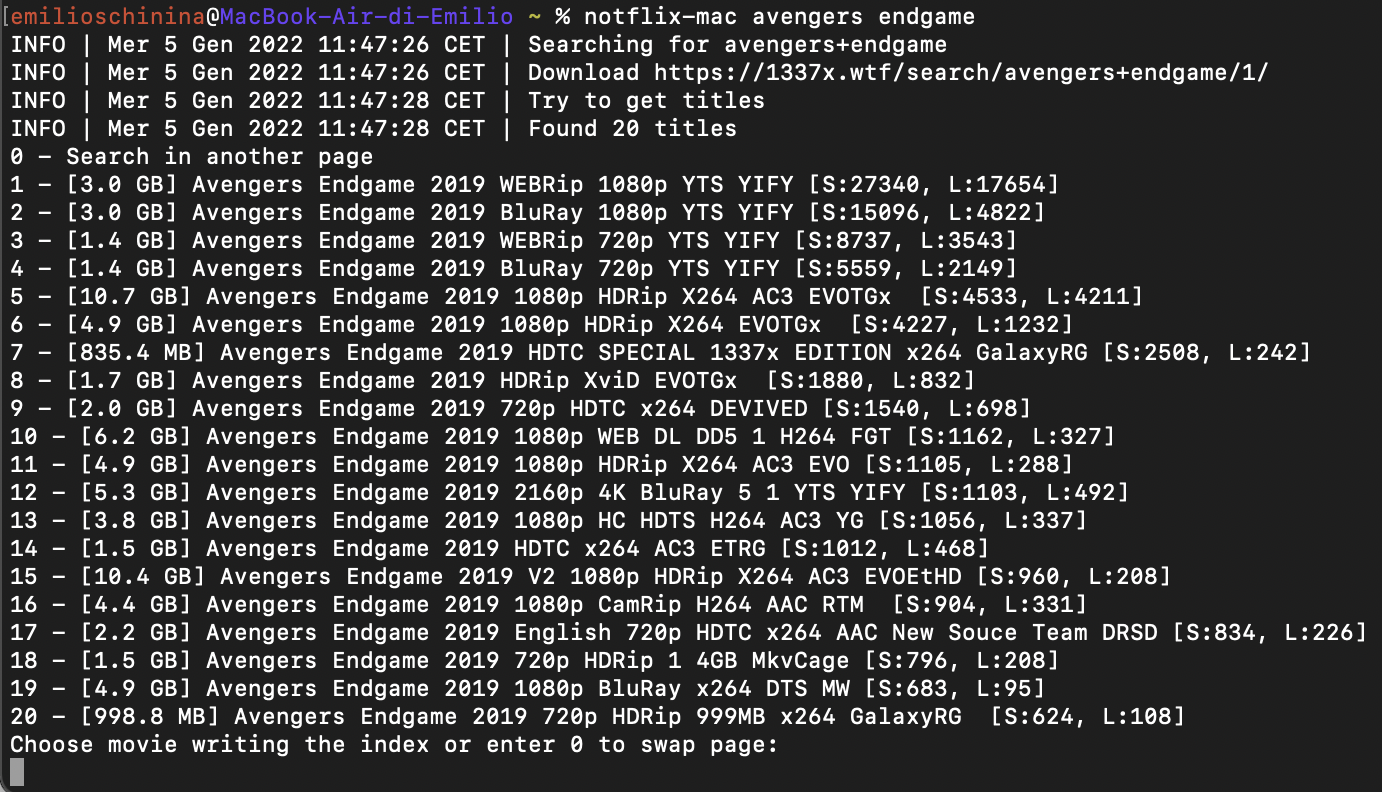 [emilioschinina@MacBook-Air-di-Emilio ~ % notflix-mac avengers endgame
INFO | Mer 5 Gen 2022 11:47:26 CET | Searching for avengers+endgame
INFO | Mer 5 Gen 2022 11:47:26 CET | Download https://1337x.wtf/search/avengers+endgame/1/
INFO | Mer 5 Gen 2022 11:47:28 CET | Try to get titles
INFO | Mer 5 Gen 2022 11:47:28 CET | Found 20 titles
0 – Search in another page
1 – [3.0 GB] Avengers Endgame 2019 WEBRip 1080p YTS YIFY [S:27340, L:17654]
2 – [3.0 GB] Avengers Endgame 2019 BluRay 1080p YTS YIFY [S:15096, L:4822]
3 – [1.4 GB] Avengers Endgame 2019 WEBRip 720p YTS YIFY [S:8737, L:3543]
4 – [1.4 GB] Avengers Endgame 2019 BluRay 720p YTS YIFY [S:5559, L:2149]
5 – [10.7 GB] Avengers Endgame 2019 1080p HDRip X264 AC3 EVOTGx  [S:4533, L:4211]
6 – [4.9 GB] Avengers Endgame 2019 1080p HDRip X264 EVOTGx  [S:4227, L:1232]
7 – [835.4 MB] Avengers Endgame 2019 HDTC SPECIAL 1337x EDITION x264 GalaxyRG [S:2508, L:242]
8 – [1.7 GB] Avengers Endgame 2019 HDRip XviD EVOTGx  [S:1880, L:832]
9 – [2.0 GB] Avengers Endgame 2019 720p HDTC x264 DEVIVED [S:1540, L:698]
10 – [6.2 GB] Avengers Endgame 2019 1080p WEB DL DD5 1 H264 FGT [S:1162, L:327]
11 – [4.9 GB] Avengers Endgame 2019 1080p HDRip X264 AC3 EVO [S:1105, L:288]
12 – [5.3 GB] Avengers Endgame 2019 2160p 4K BluRay 5 1 YTS YIFY [S:1103, L:492]
13 – [3.8 GB] Avengers Endgame 2019 1080p HC HDTS H264 AC3 YG [S:1056, L:337]
14 – [1.5 GB] Avengers Endgame 2019 HDTC x264 AC3 ETRG [S:1012, L:468]
15 – [10.4 GB] Avengers Endgame 2019 V2 1080p HDRip X264 AC3 EVOEtHD [S:960, L:208]
16 – [4.4 GB] Avengers Endgame 2019 1080p CamRip H264 AAC RTM  [S:904, L:331]
17 – [2.2 GB] Avengers Endgame 2019 English 720p HDTC x264 AAC New Souce Team DRSD [S:834, L:226]
18 – [1.5 GB] Avengers Endgame 2019 720p HDRip 1 4GB MkvCage [S:796, L:208]
19 – [4.9 GB] Avengers Endgame 2019 1080p BluRay x264 DTS MW [S:683, L:95]
20 – [998.8 MB] Avengers Endgame 2019 720p HDRip 999MB x264 GalaxyRG  [S:624, L:108]
Choose movie writing the index or enter 0 to swap page: